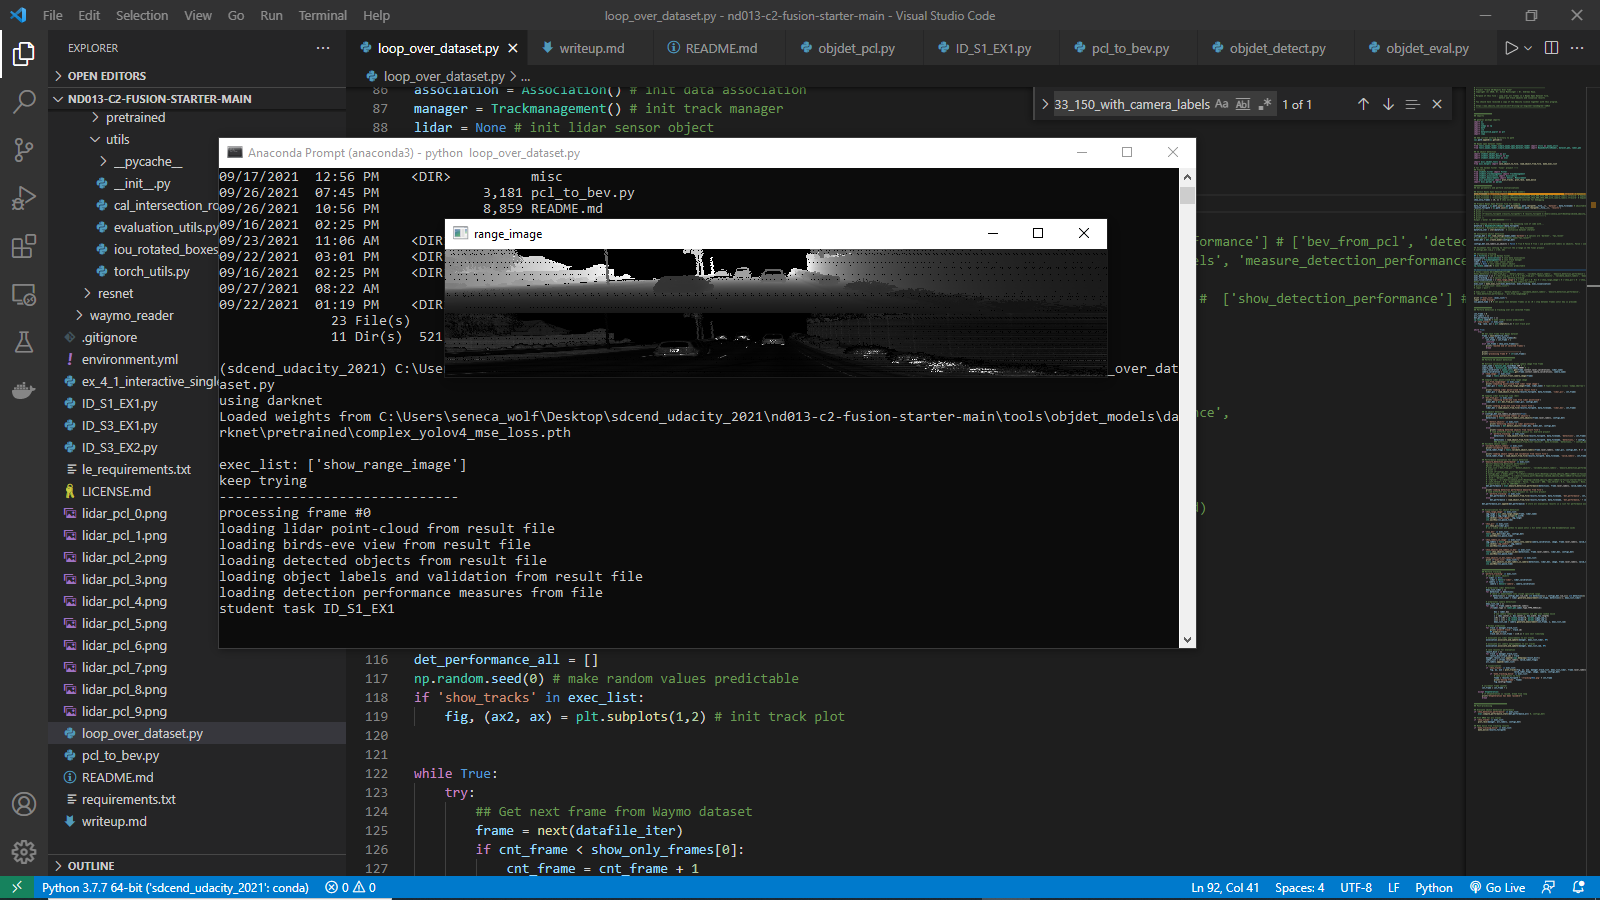 File Edit Selection View Go Run Terminal Help
loop_over_dataset.py - nd013-c2-fusion-starter-main - Visual Studio Code
EXPLORER
loop_over_dataset.py
writeup.md
README.md
objdet_pcl.py
ID_S1_EX1.py
pcl_to_bev.py
objdet_detect.py
objdet_eval.py
OPEN EDITORS
ND013-C2-FUSION-STARTER-MAIN
pretrained
utils
__pycache__
__init__.py
cal_intersection_ro
evaluation_utils.py
iou_rotated_boxes
torch_utils.py
resnet
waymo_reader
.gitignore
environment.yml
ex_4_1_interactive_singl
ID_S1_EX1.py
ID_S3_EX1.py
ID_S3_EX2.py
le_requirements.txt
LICENSE.md
lidar_pcl_0.png
lidar_pcl_1.png
lidar_pcl_2.png
lidar_pcl_3.png
lidar_pcl_4.png
lidar_pcl_5.png
lidar_pcl_6.png
lidar_pcl_7.png
lidar_pcl_8.png
lidar_pcl_9.png
loop_over_dataset.py
pcl_to_bev.py
README.md
requirements.txt
writeup.md
OUTLINE
loop_over_dataset.py > ...
33_150_with_camera_labels Aa Abl .* 1 of 1
86 association = Association() # init data association
87 manager = Trackmanagement() # init track manager
88 lidar = None # init lidar sensor object
Anaconda Prompt (anaconda3) - python loop_over_dataset.py
09/17/2021 12:56 PM <DIR> misc
09/26/2021 07:45 PM 3,181 pcl_to_bev.py
09/26/2021 10:56 PM 8,859 README.md
09/16/2021 02:25 PM
09/23/2021 11:06 AM <DIR
09/22/2021 03:01 PM <DIR
09/16/2021 02:25 PM <DIR
09/27/2021 08:22 AM
09/22/2021 01:19 PM <DIR
23 File(s)
11 Dir(s) 521
range_image
(sdcend_udacity_2021) C:\Use
_over_dat
aset.py
using darknet
Loaded weights from C:\Users\seneca_wolf\Desktop\sdcend_udacity_2021\nd013-c2-fusion-starter-main\tools\objdet_models\da
rknet\pretrained\complex_yolov4_mse_loss.pth
exec_list: ['show_range_image']
keep trying
-----------------------------
processing frame #0
loading lidar point-cloud from result file
loading birds-eve view from result file
loading detected objects from result file
loading object labels and validation from result file
loading detection performance measures from file
student task ID_S1_EX1
rformance'] # ['bev_from_pcl', 'detec
els', 'measure_detection_performance
# ['show_detection_performance'] #
nce',
d)
116 det_performance_all = []
117 np.random.seed(0) # make random values predictable
118 if 'show_tracks' in exec_list:
119 fig, (ax2, ax) = plt.subplots(1,2) # init track plot
120
121
122 while True:
123 try:
124 ## Get next frame from Waymo dataset
125 frame = next(datafile_iter)
126 if cnt_frame < show_only_frames[0]:
127 cnt_frame = cnt_frame + 1
Python 3.7.7 64-bit ('sdcend_udacity_2021': conda) 0 0
Ln 92, Col 41 Spaces: 4 UTF-8 LF Python Go Live